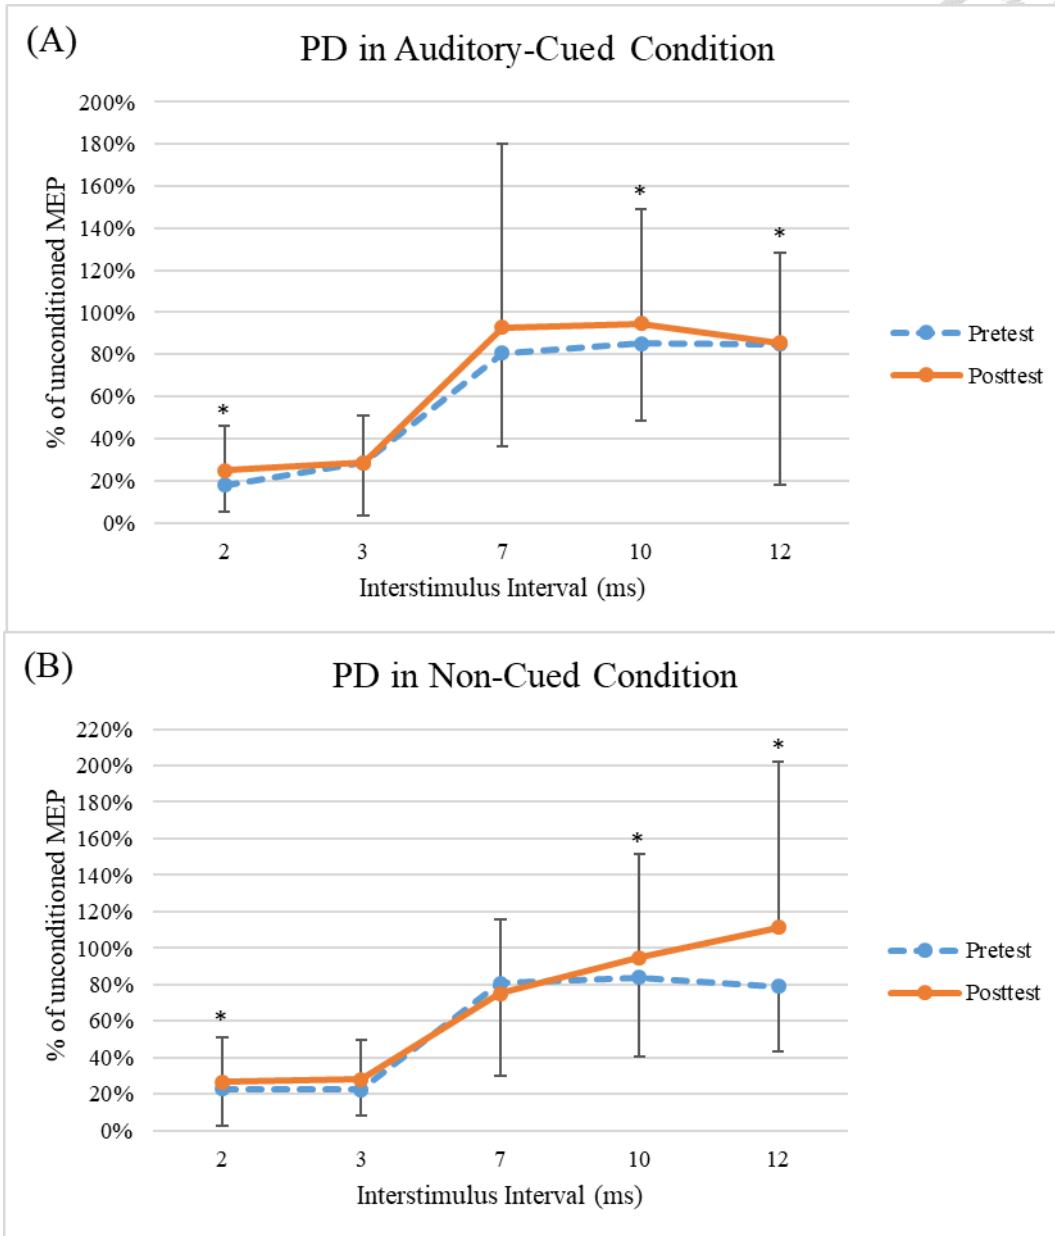 (A)
PD in Auditory-Cued Condition
200%
180%
160%
140%
120%
100%
80%
60%
40%
20%
0%
% of unconditioned MEP
*
*
*
2 3 7 10 12
Interstimulus Interval (ms)
Pretest
Posttest
(B)
PD in Non-Cued Condition
220%
200%
180%
160%
140%
120%
100%
80%
60%
40%
20%
0%
% of unconditioned MEP
*
*
*
2 3 7 10 12
Interstimulus Interval (ms)
Pretest
Posttest